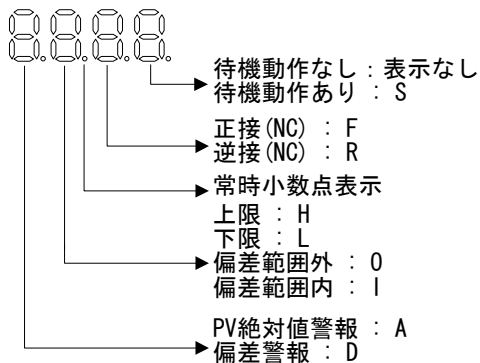 待機動作なし : 表示なし
待機動作あり : S
正接(NC) : F
逆接(NC) : R
常時小数点表示
上限 : H
下限 : L
偏差範囲外 : O
偏差範囲内 : I
PV絶対値警報 : A
偏差警報 : D